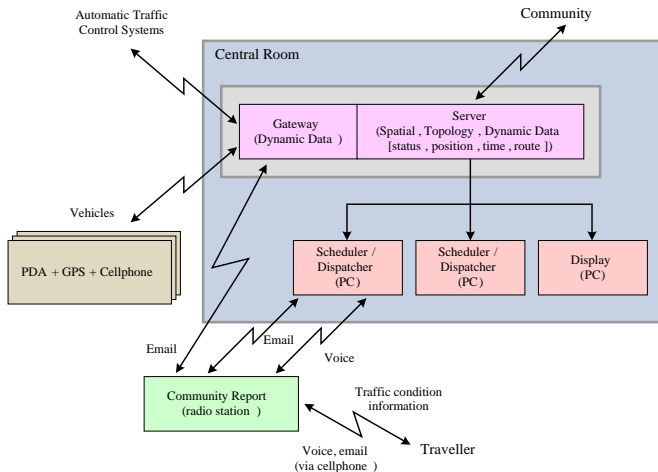 Automatic Traffic
Control Systems
Community
Central Room
Gateway
(Dynamic Data )
Server
(Spatial , Topology , Dynamic Data
[status , position , time , route ])
Vehicles
PDA + GPS + Cellphone
Scheduler /
Dispatcher
(PC)
Scheduler /
Dispatcher
(PC)
Display
(PC)
Email
Email
Voice
Community Report
(radio station )
Traffic condition
information
Voice, email
(via cellphone )
Traveller